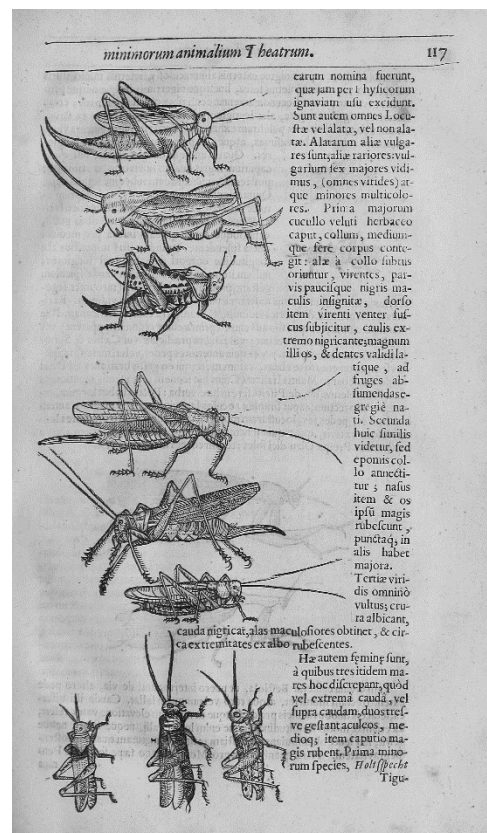 minimorum animalium Theatrum. 117
earum nomina fuerunt,
quæ jam per Physicorum
ignaviam usu excidunt.
Sunt autem omnes Locu-
stæ vel alatæ, vel non ala-
tæ. Alatarum aliæ vulga-
res sunt, aliæ rariores: vul-
garium sex majores vidi-
mus, (omnes virides) at-
que minores multicolo-
res. Prima majorum
cucullo veluti herbaceo
caput, collum, medium-
que fere corpus conte-
git: alæ à collo subtus
oriuntur, virentes, par-
vis paucisque nigris ma-
culis insignitæ, dorso
item virenti venter fus-
cus subjicitur, caulis ex-
tremo nigricante; magnum
illi os, & dentes validi la-
tique, ad
fruges ab-
sumendas e-
gregiè na-
ti. Secunda
huic similis
videtur, sed
epomis col-
lo annecti-
tur; nasus
item & os
ipsū magis
rubescunt,
punctaq; in
alis habet
majora.
Tertiæ viri-
dis omninò
vultus; cru-
ra albicant,
cauda nigricat, alas maculosiores obtinet, & cir-
ca extremitates ex albo rubescentes.
Hæ autem fęminę sunt,
à quibus tres itidem ma-
res hoc discrepant, quòd
vel extremâ caudâ, vel
supra caudam, duos tres-
ve gestant aculeos, me-
dioq; item caputio ma-
gis rubent. Prima mino-
rum species, Holtspecht
Tigu-